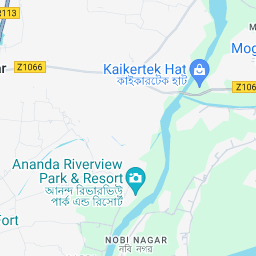 R113
ar
Z1066
Mog
Kaikertek Hat
কাইকারটেক হাট
Z106
Ananda Riverview
Park & Resort
আনন্দ রিভারভিউ
পার্ক এন্ড রিসোর্ট
Fort
NOBI NAGAR
নবি নগর